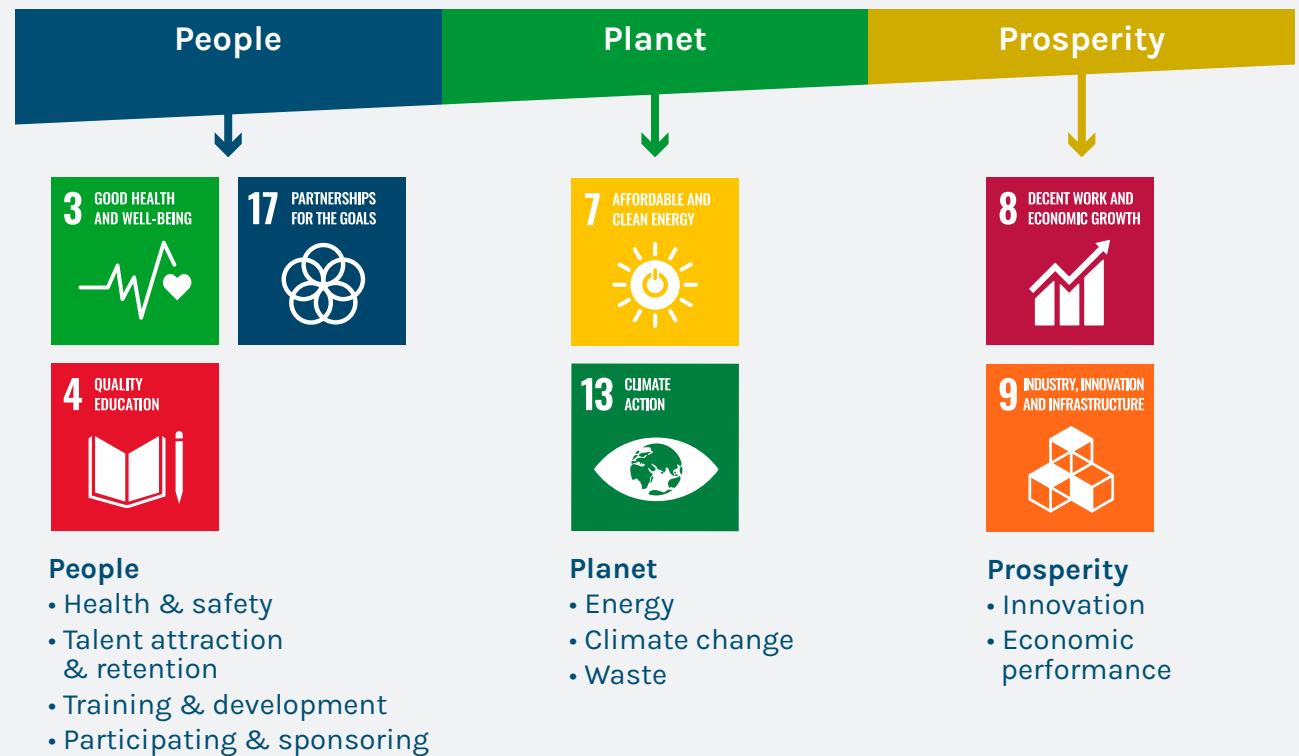 People
Planet
Prosperity
3 GOOD HEALTH
AND WELL-BEING
17 PARTNERSHIPS
FOR THE GOALS
4 QUALITY
EDUCATION
7 AFFORDABLE AND
CLEAN ENERGY
13 CLIMATE
ACTION
8 DECENT WORK AND
ECONOMIC GROWTH
9 INDUSTRY, INNOVATION
AND INFRASTRUCTURE
People
• Health & safety
• Talent attraction
& retention
• Training & development
• Participating & sponsoring
Planet
• Energy
• Climate change
• Waste
Prosperity
• Innovation
• Economic
performance